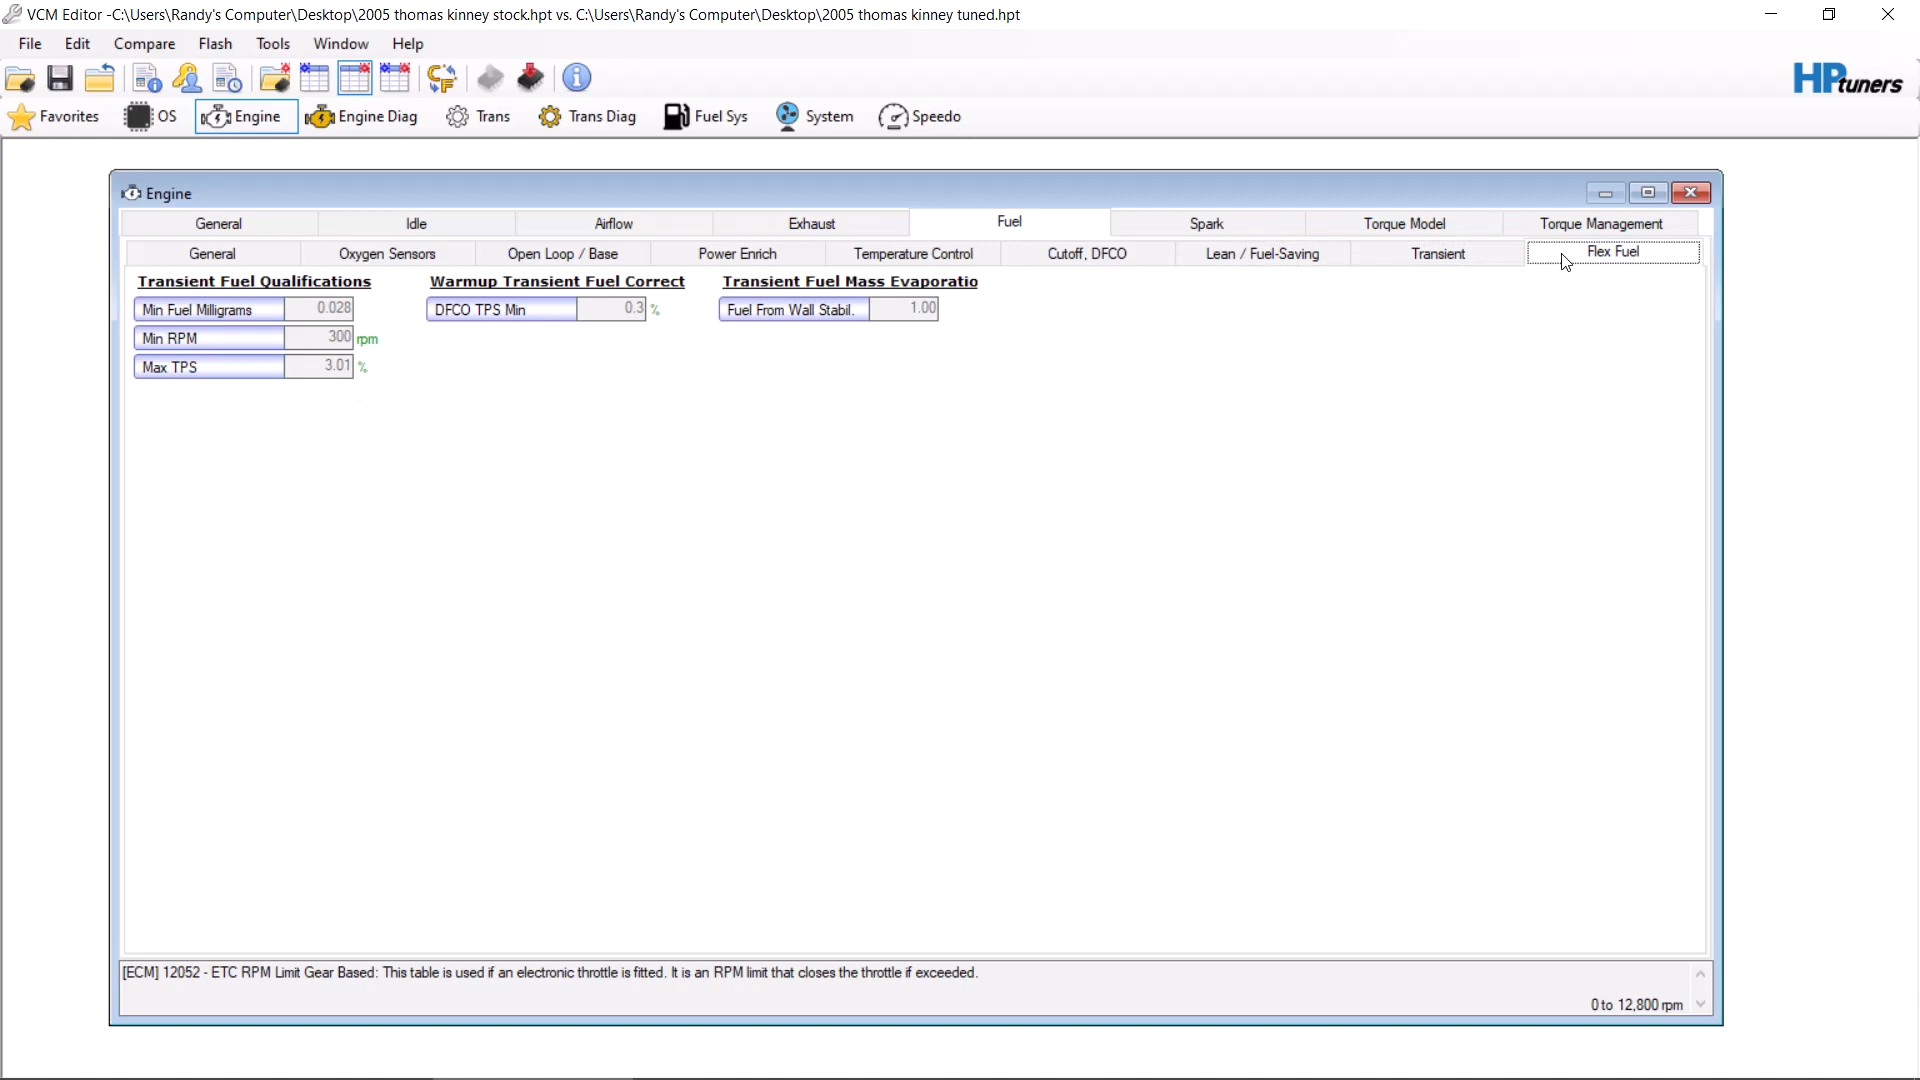 VCM Editor -C:\Users\Randy's Computer\Desktop\2005 thomas kinney stock.hpt vs. C:\Users\Randy's Computer\Desktop\2005 thomas kinney tuned.hpt
File Edit Compare Flash Tools Window Help
HPtuners
Favorites OS Engine Engine Diag Trans Trans Diag Fuel Sys System Speedo
Engine
General Idle Airflow Exhaust Fuel Spark Torque Model Torque Management
General Oxygen Sensors Open Loop / Base Power Enrich Temperature Control Cutoff, DFCO Lean / Fuel-Saving Transient Flex Fuel
Transient Fuel Qualifications Warmup Transient Fuel Correct Transient Fuel Mass Evaporatio
Min Fuel Milligrams 0.028 DFCO TPS Min 0.3 % Fuel From Wall Stabil. 1.00
Min RPM 300 rpm
Max TPS 3.01 %
[ECM] 12052 - ETC RPM Limit Gear Based: This table is used if an electronic throttle is fitted. It is an RPM limit that closes the throttle if exceeded.
0 to 12,800 rpm